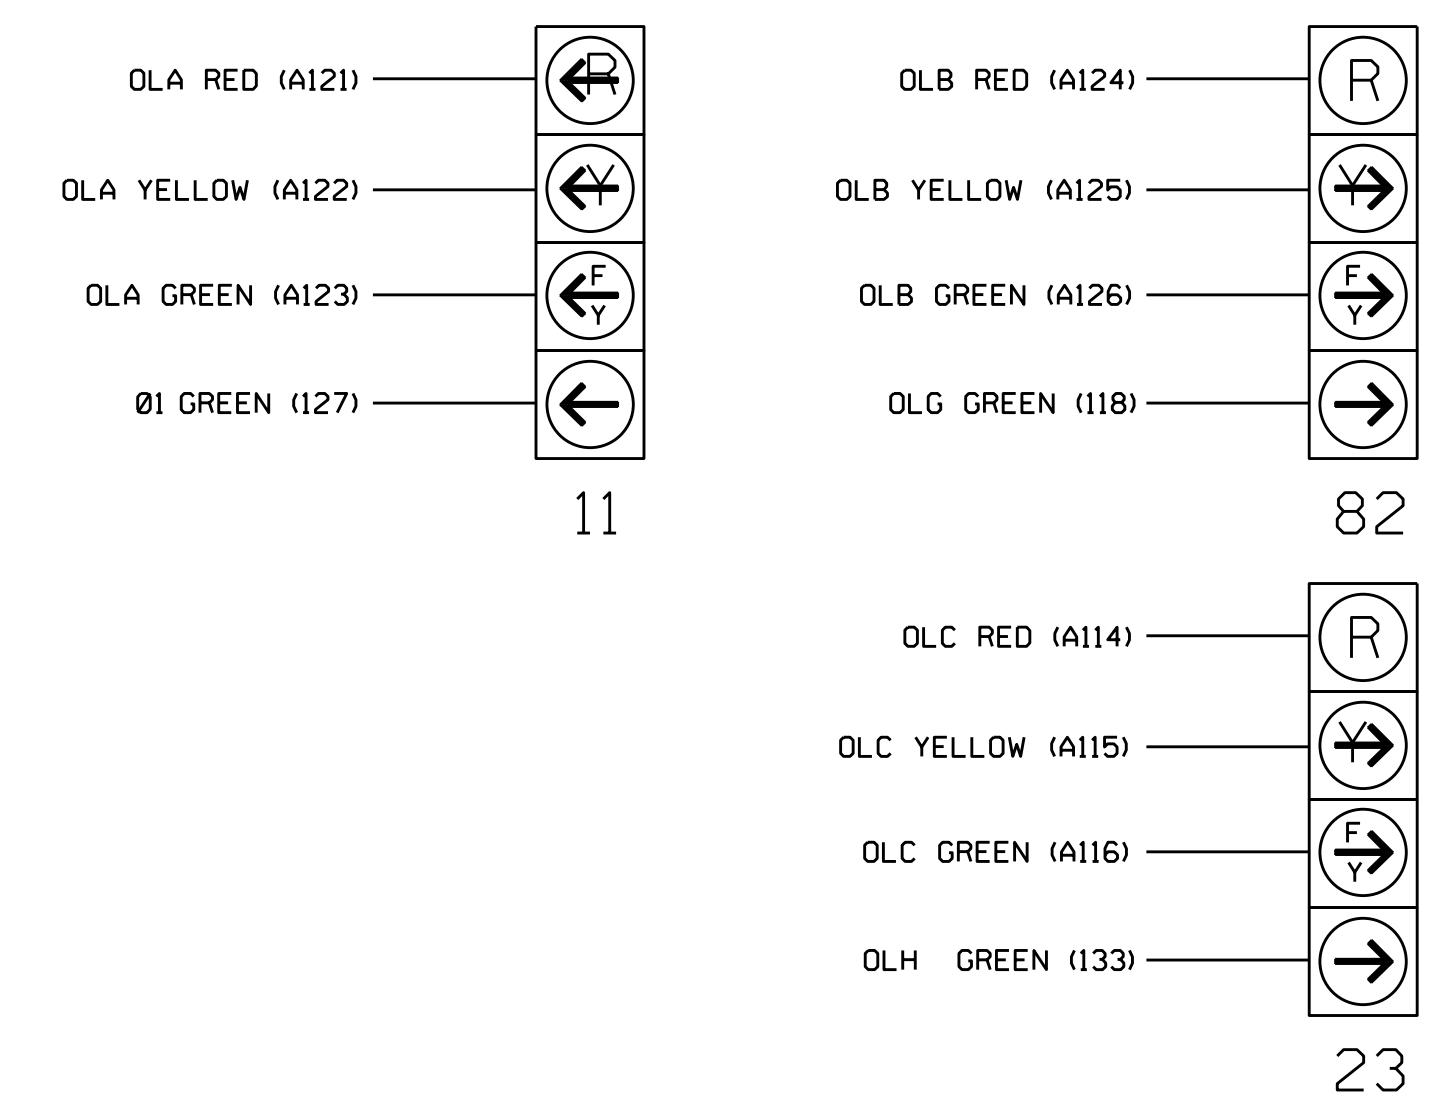 OLA RED (A121)
R
OLA YELLOW (A122)
Y
OLA GREEN (A123)
F
Y
Ø1 GREEN (127)
11
OLB RED (A124)
R
OLB YELLOW (A125)
Y
OLB GREEN (A126)
F
Y
OLG GREEN (118)
82
OLC RED (A114)
R
OLC YELLOW (A115)
Y
OLC GREEN (A116)
F
Y
OLH GREEN (133)
23